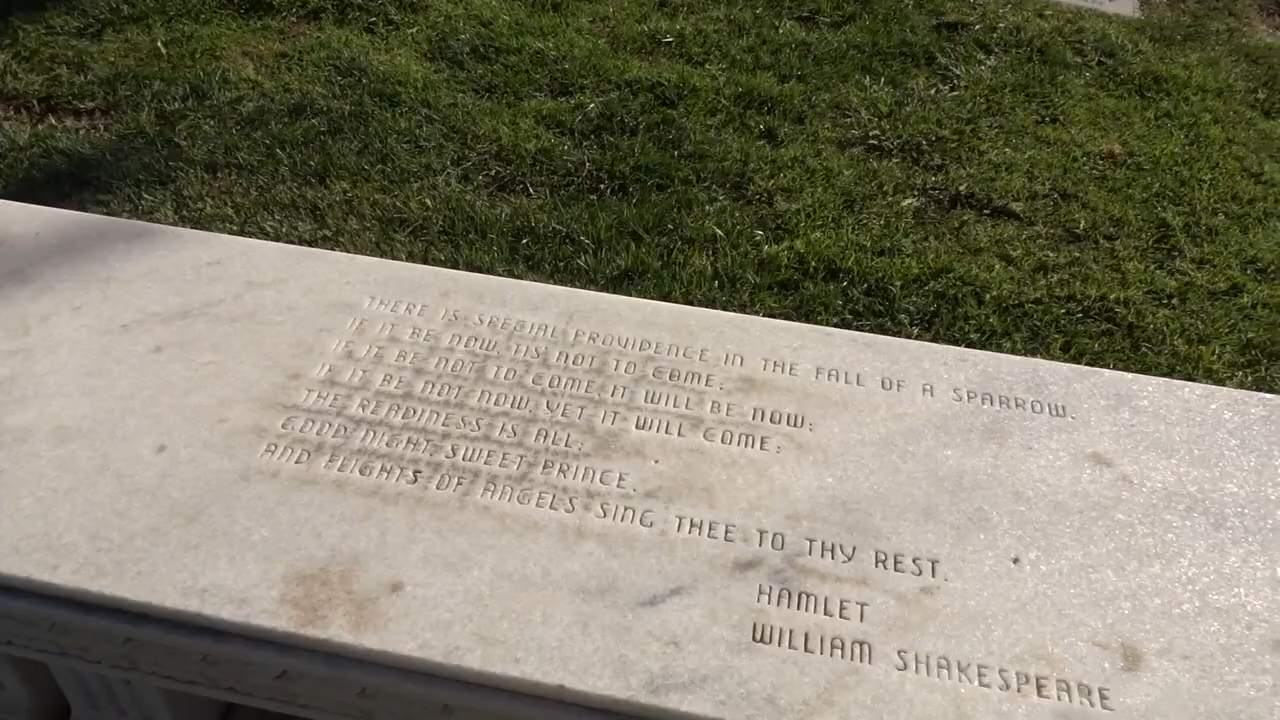 THERE IS SPECIAL PROVIDENCE IN THE FALL OF A SPARROW.
IF IT BE NOW, 'TIS NOT TO COME;
IF IT BE NOT TO COME, IT WILL BE NOW;
IF IT BE NOT NOW, YET IT WILL COME;
THE READINESS IS ALL;
GOOD NIGHT, SWEET PRINCE.
AND FLIGHTS OF ANGELS SING THEE TO THY REST.
HAMLET
WILLIAM SHAKESPEARE